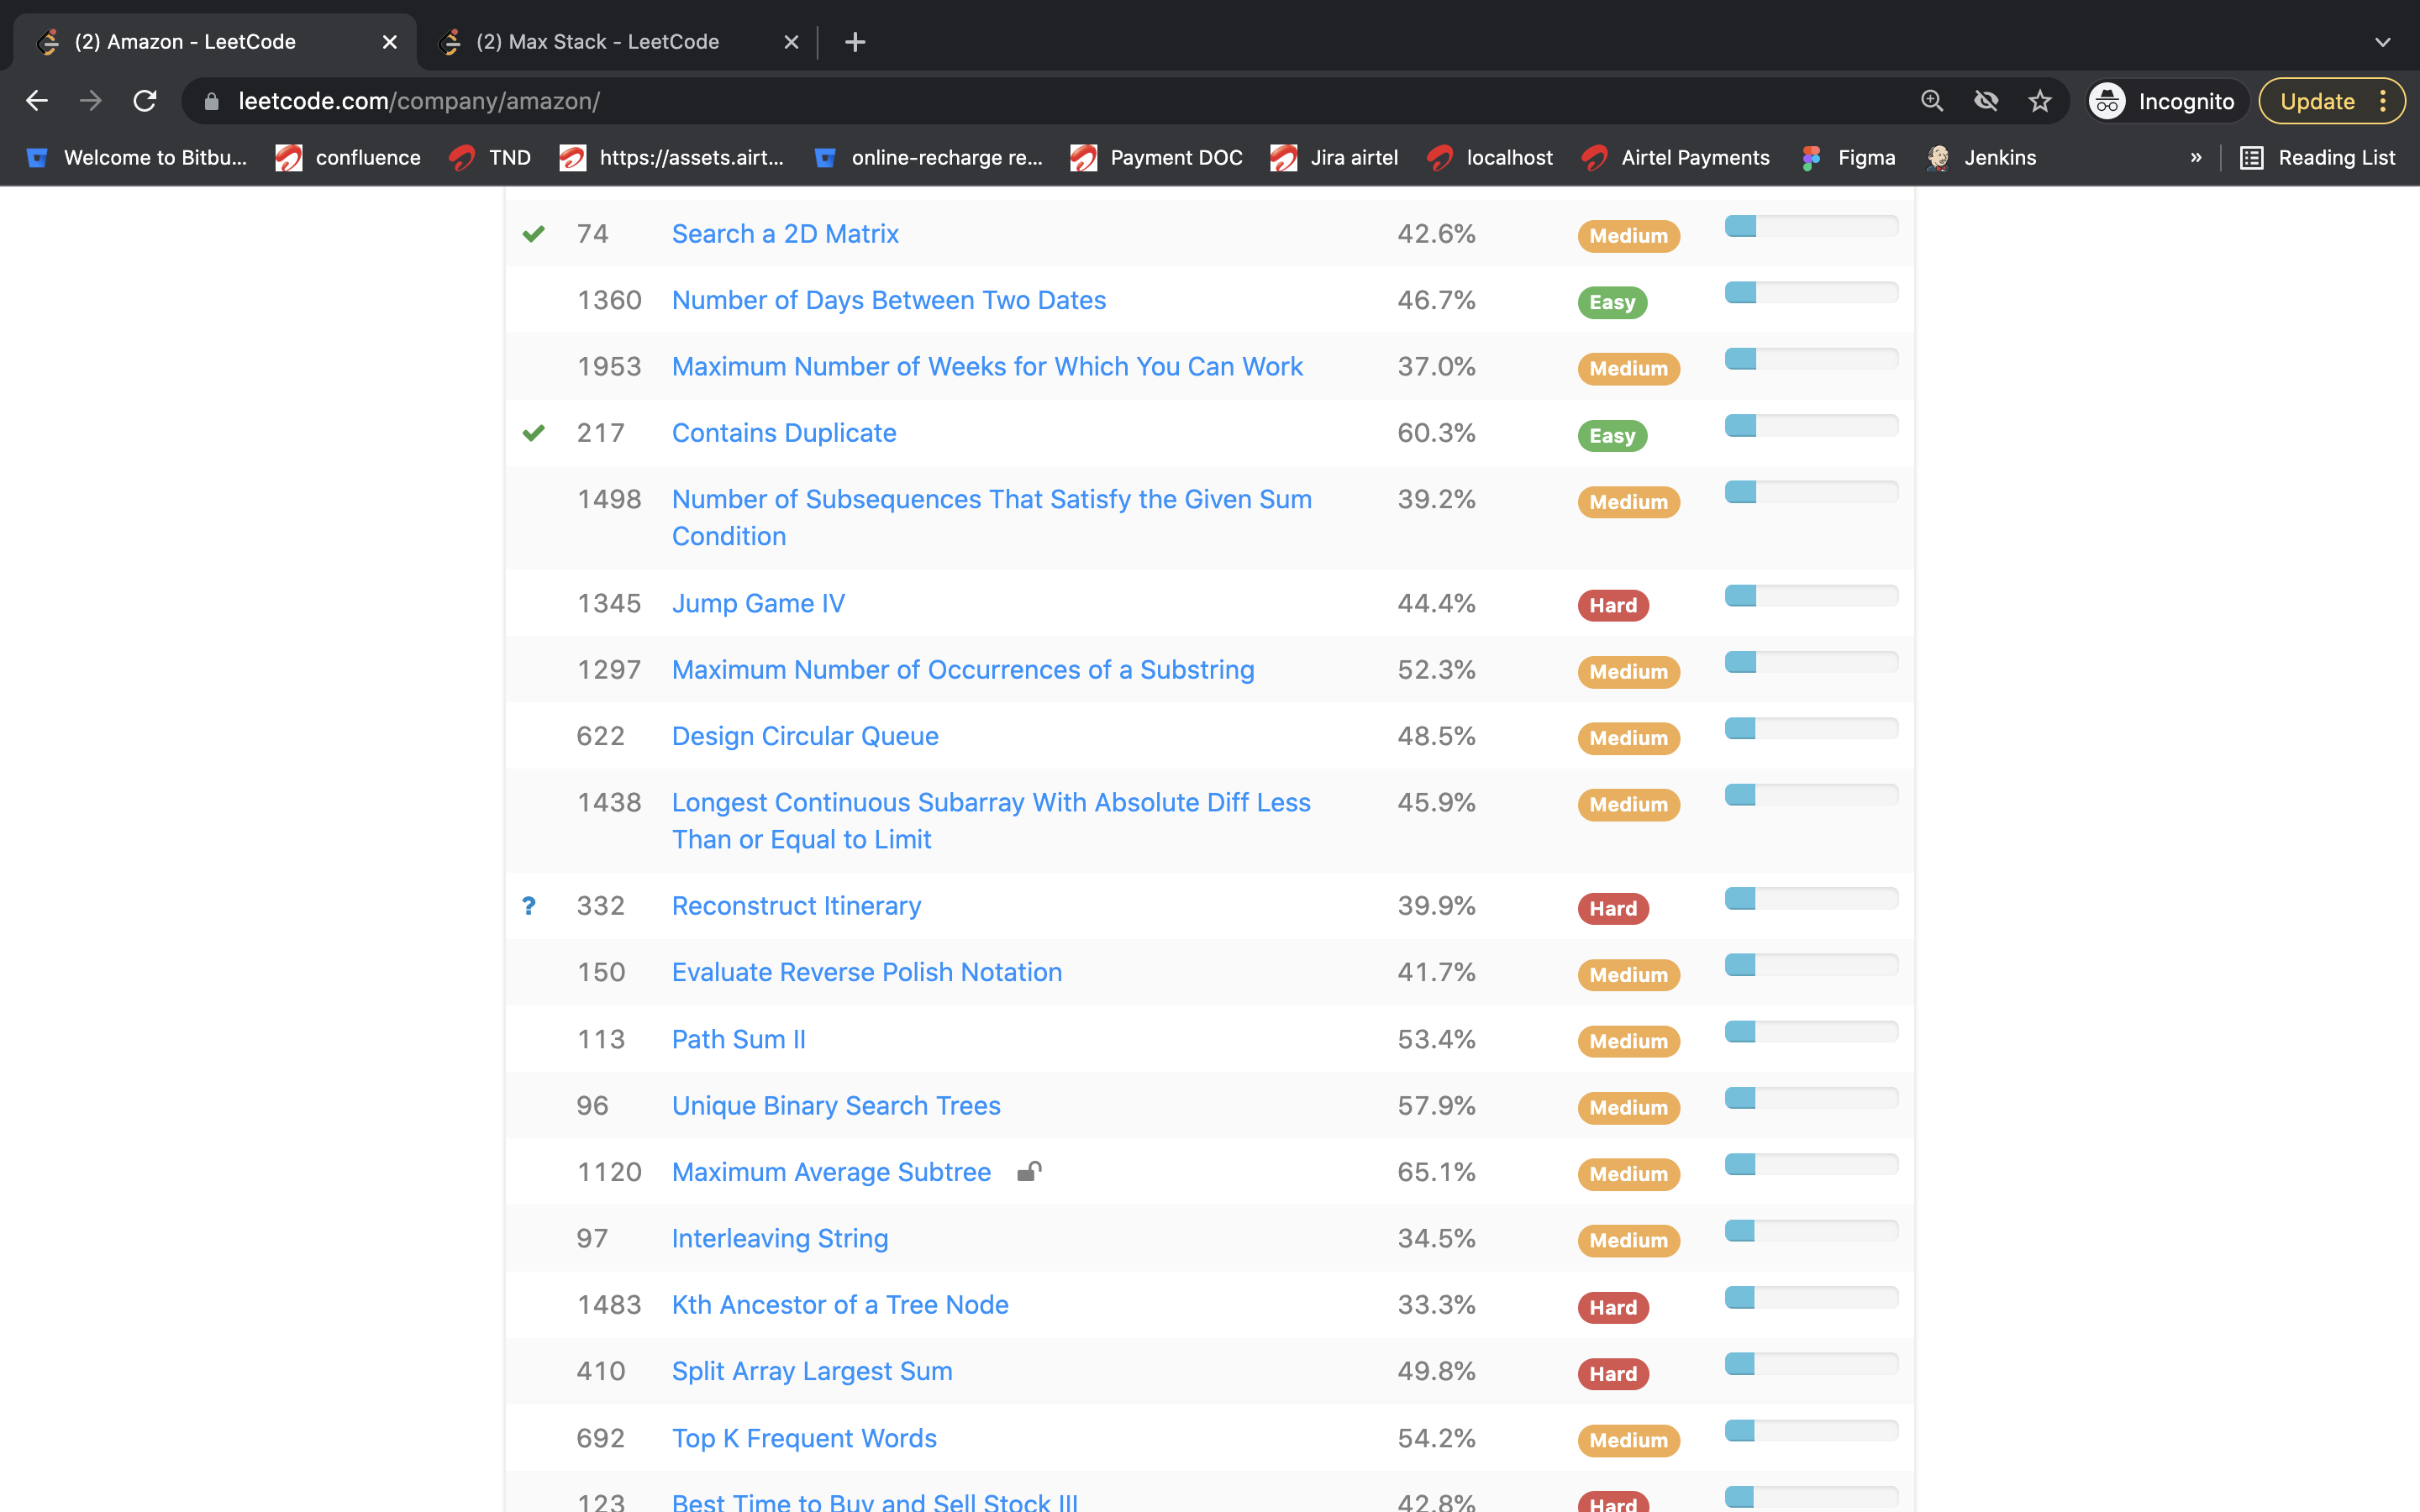 (2) Amazon - LeetCode
(2) Max Stack - LeetCode
leetcode.com/company/amazon/
Incognito
Update
Welcome to Bitbu...
confluence
TND
https://assets.airt...
online-recharge re...
Payment DOC
Jira airtel
localhost
Airtel Payments
Figma
Jenkins
»
Reading List
74 Search a 2D Matrix 42.6% Medium
1360 Number of Days Between Two Dates 46.7% Easy
1953 Maximum Number of Weeks for Which You Can Work 37.0% Medium
217 Contains Duplicate 60.3% Easy
1498 Number of Subsequences That Satisfy the Given Sum 39.2% Medium
Condition
1345 Jump Game IV 44.4% Hard
1297 Maximum Number of Occurrences of a Substring 52.3% Medium
622 Design Circular Queue 48.5% Medium
1438 Longest Continuous Subarray With Absolute Diff Less 45.9% Medium
Than or Equal to Limit
? 332 Reconstruct Itinerary 39.9% Hard
150 Evaluate Reverse Polish Notation 41.7% Medium
113 Path Sum II 53.4% Medium
96 Unique Binary Search Trees 57.9% Medium
1120 Maximum Average Subtree 65.1% Medium
97 Interleaving String 34.5% Medium
1483 Kth Ancestor of a Tree Node 33.3% Hard
410 Split Array Largest Sum 49.8% Hard
692 Top K Frequent Words 54.2% Medium
123 Best Time to Buy and Sell Stock III 42.8% Hard